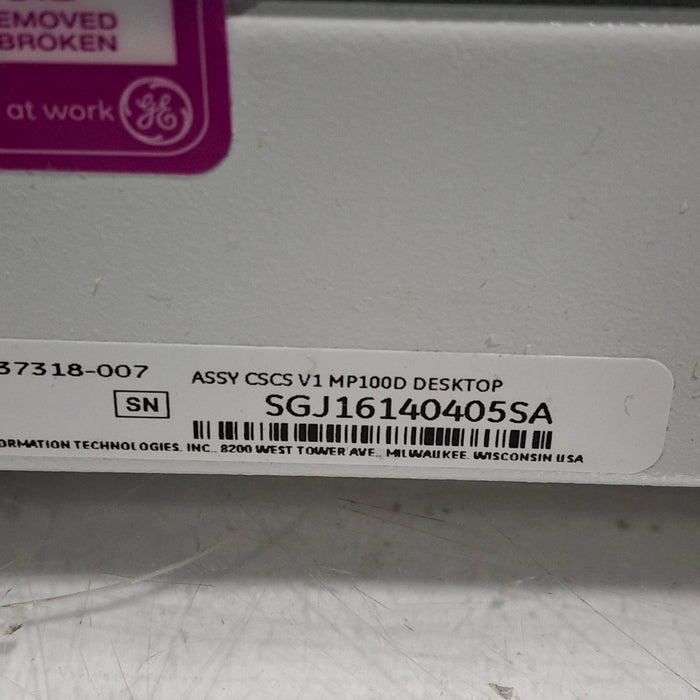 REMOVED
BROKEN
at work
GE
37318-007
ASSY CSCS V1 MP100D DESKTOP
SN
SGJ16140405SA
ORMATION TECHNOLOGIES, INC., 8200 WEST TOWER AVE., MILWAUKEE, WISCONSIN USA